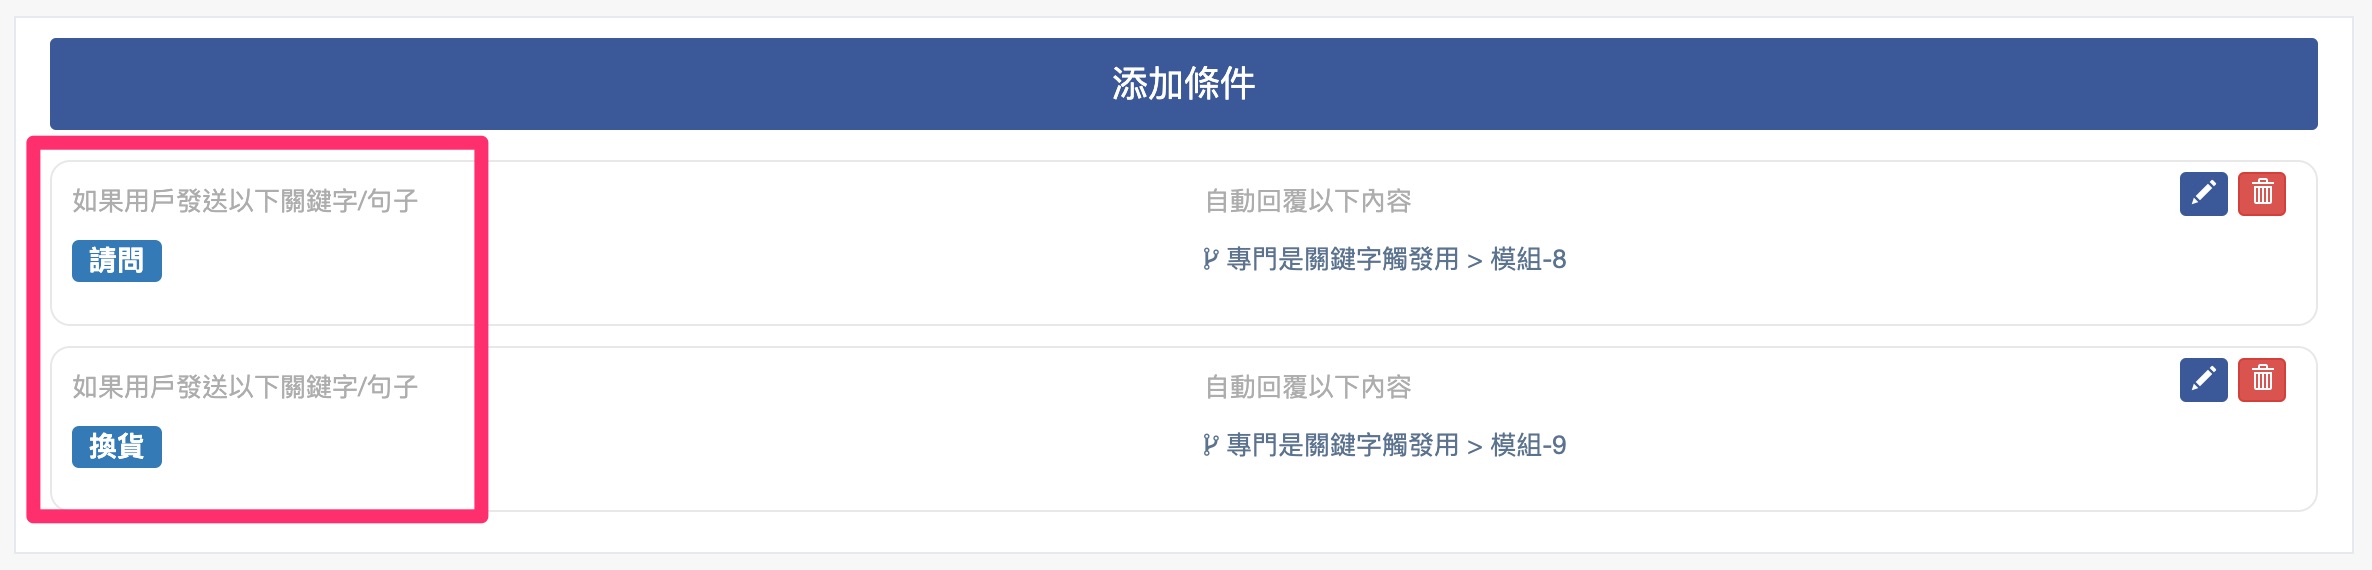 添加條件
如果用戶發送以下關鍵字/句子
自動回覆以下內容
請問
專門是關鍵字觸發用 > 模組-8
如果用戶發送以下關鍵字/句子
自動回覆以下內容
換貨
專門是關鍵字觸發用 > 模組-9